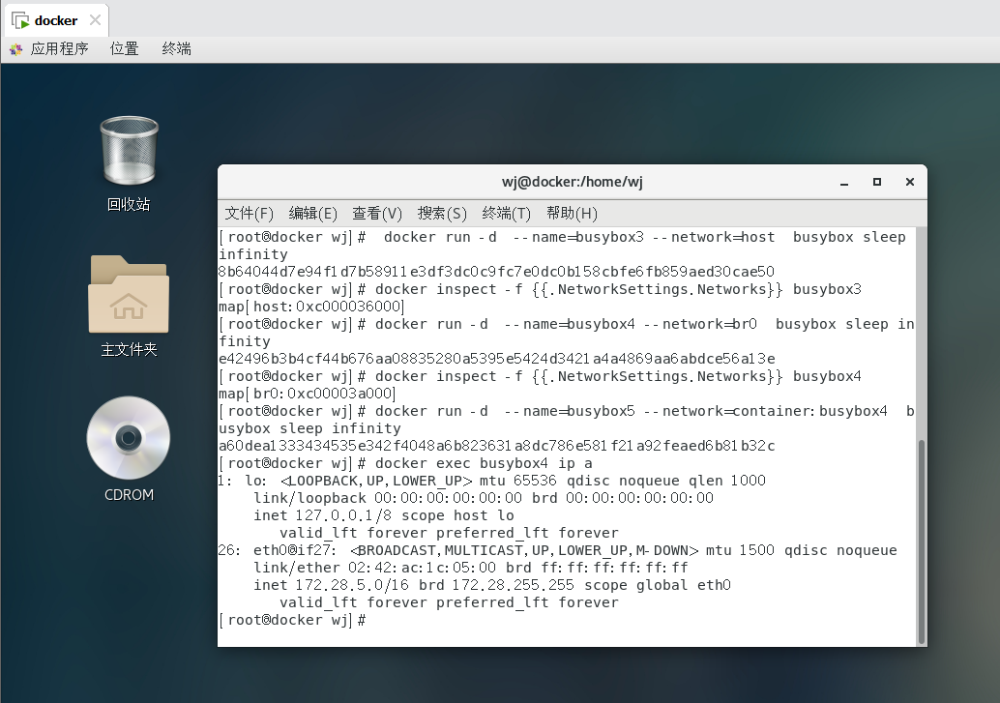 docker
应用程序 位置 终端
回收站
主文件夹
CDROM
wj@docker:/home/wj
文件(F) 编辑(E) 查看(V) 搜索(S) 终端(T) 帮助(H)
[root@docker wj]#  docker run -d  --name=busybox3 --network=host  busybox sleep
infinity
8b64044d7e94f1d7b58911e3df3dc0c9fc7e0dc0b158cbfe6fb859aed30cae50
[root@docker wj]# docker inspect -f {{.NetworkSettings.Networks}} busybox3
map[host:0xc000036000]
[root@docker wj]# docker run -d  --name=busybox4 --network=br0  busybox sleep in
finity
e42496b3b4cf44b676aa08835280a5395e5424d3421a4a4869aa6abdce56a13e
[root@docker wj]# docker inspect -f {{.NetworkSettings.Networks}} busybox4
map[br0:0xc00003a000]
[root@docker wj]# docker run -d  --name=busybox5 --network=container:busybox4  b
usybox sleep infinity
a60dea1333434535e342f4048a6b823631a8dc786e581f21a92feaed6b81b32c
[root@docker wj]# docker exec busybox4 ip a
1: lo: <LOOPBACK,UP,LOWER_UP> mtu 65536 qdisc noqueue qlen 1000
    link/loopback 00:00:00:00:00:00 brd 00:00:00:00:00:00
    inet 127.0.0.1/8 scope host lo
       valid_lft forever preferred_lft forever
26: eth0@if27: <BROADCAST,MULTICAST,UP,LOWER_UP,M-DOWN> mtu 1500 qdisc noqueue
    link/ether 02:42:ac:1c:05:00 brd ff:ff:ff:ff:ff:ff
    inet 172.28.5.0/16 brd 172.28.255.255 scope global eth0
       valid_lft forever preferred_lft forever
[root@docker wj]#